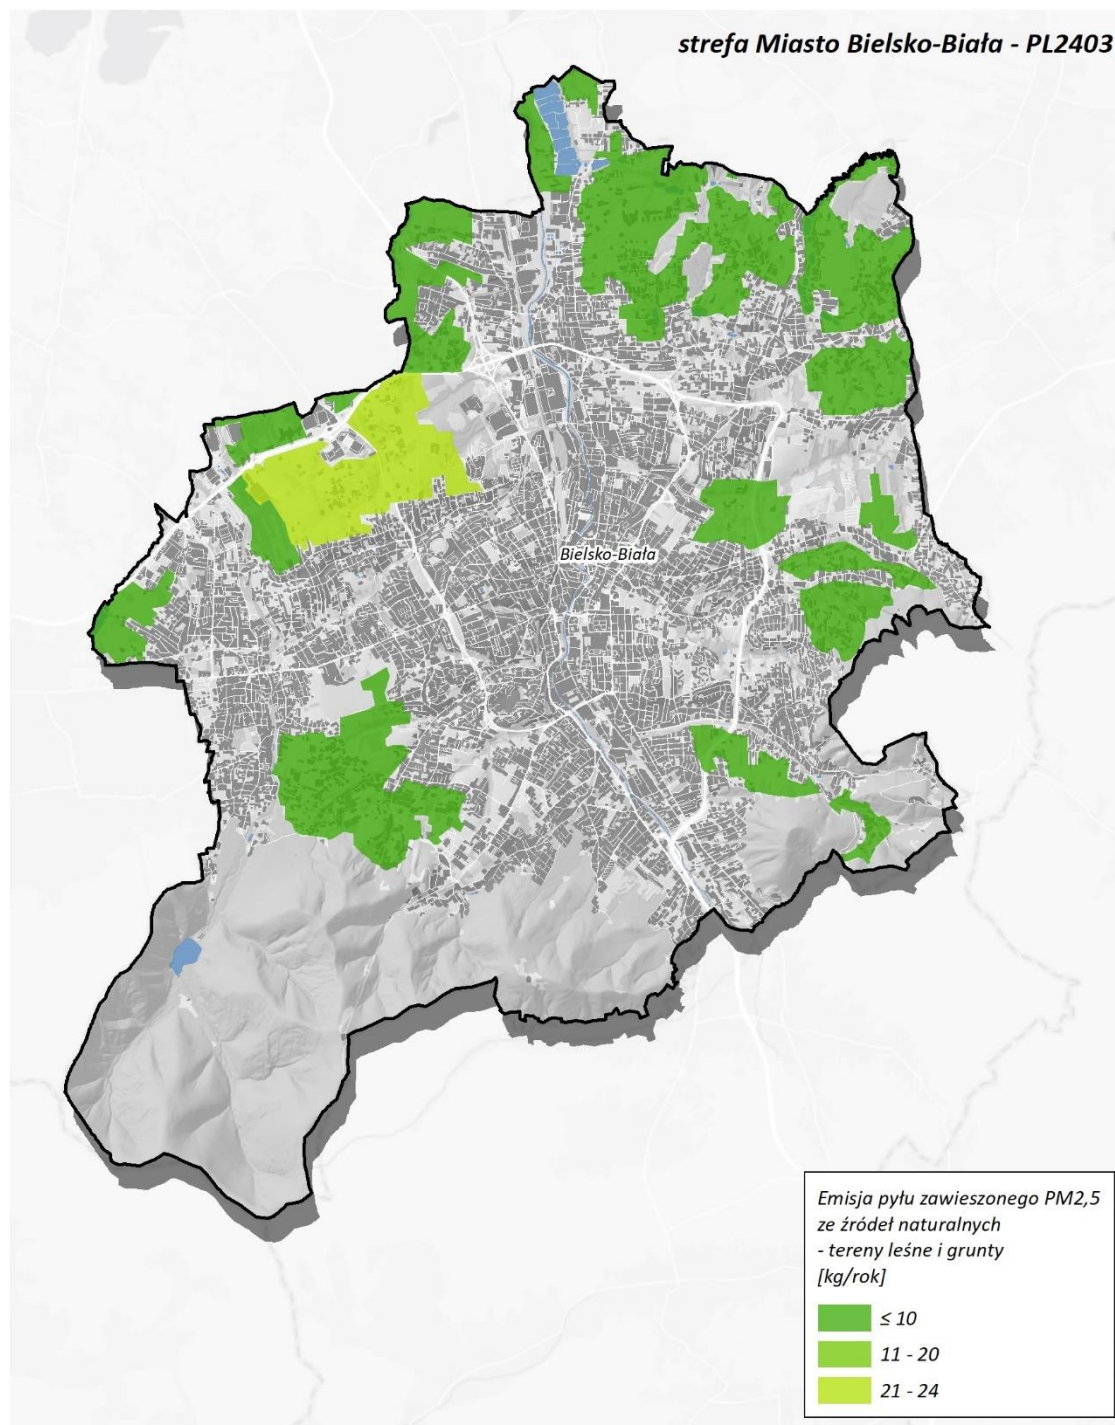 strefa Miasto Bielsko-Biała - PL2403
Bielsko-Biała
Emisja pyłu zawieszonego PM2,5
ze źródeł naturalnych
- tereny leśne i grunty
[kg/rok]
≤ 10
11 - 20
21 - 24